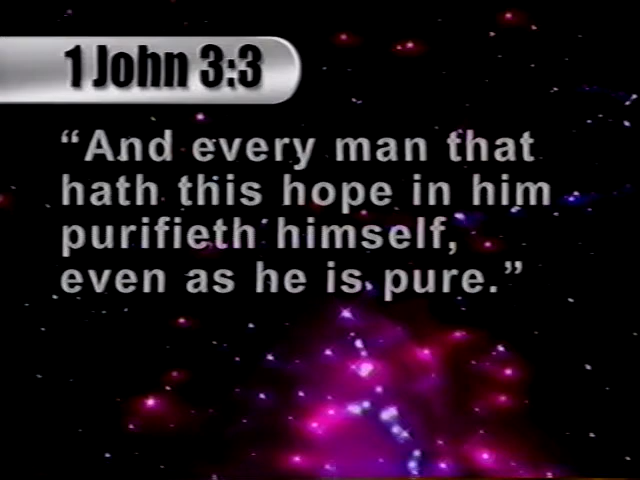 1 John 3:3
“And every man that
hath this hope in him
purifieth himself,
even as he is pure.”